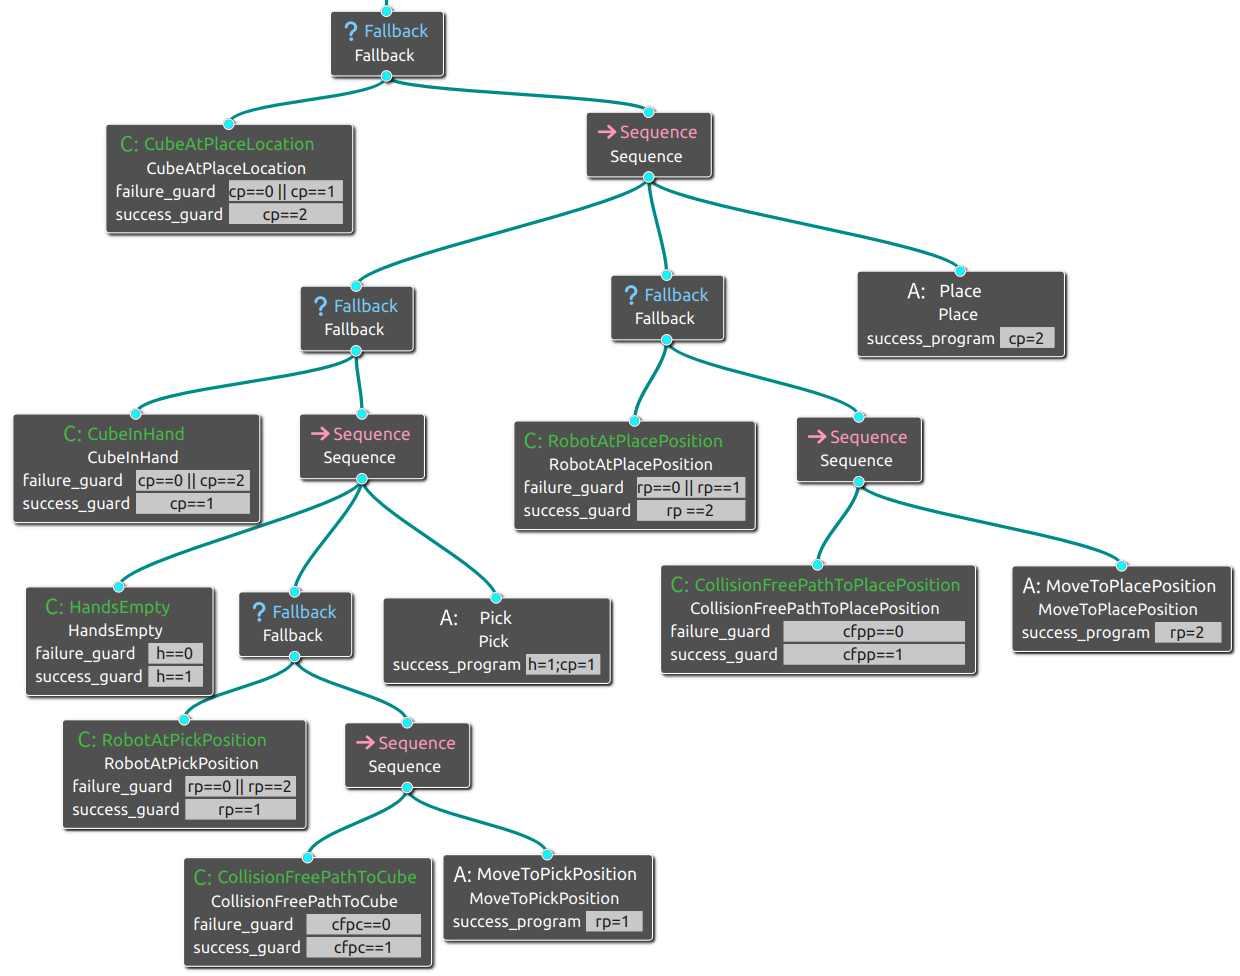 ? Fallback
Fallback
C: CubeAtPlaceLocation
CubeAtPlaceLocation
failure_guard cp==0 || cp==1
success_guard cp==2
→ Sequence
Sequence
? Fallback
Fallback
? Fallback
Fallback
A: Place
Place
success_program cp=2
C: CubeInHand
CubeInHand
failure_guard cp==0 || cp==2
success_guard cp==1
→ Sequence
Sequence
C: RobotAtPlacePosition
RobotAtPlacePosition
failure_guard rp==0 || rp==1
success_guard rp ==2
→ Sequence
Sequence
C: HandsEmpty
HandsEmpty
failure_guard h==0
success_guard h==1
? Fallback
Fallback
A: Pick
Pick
success_program h=1;cp=1
C: CollisionFreePathToPlacePosition
CollisionFreePathToPlacePosition
failure_guard cfpp==0
success_guard cfpp==1
A: MoveToPlacePosition
MoveToPlacePosition
success_program rp=2
C: RobotAtPickPosition
RobotAtPickPosition
failure_guard rp==0 || rp==2
success_guard rp==1
→ Sequence
Sequence
C: CollisionFreePathToCube
CollisionFreePathToCube
failure_guard cfpc==0
success_guard cfpc==1
A: MoveToPickPosition
MoveToPickPosition
success_program rp=1